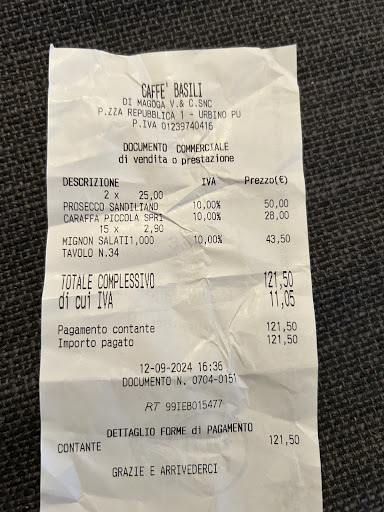 CAFFE' BASILI
DI MAGOGA V.& C.SNC
P.ZZA REPUBBLICA 1 - URBINO PU
P.IVA 01239740416
DOCUMENTO COMMERCIALE
di vendita o prestazione
DESCRIZIONE IVA Prezzo(€)
2 x 25,00
PROSECCO SANDILIANO 10,00% 50,00
CARAFFA PICCOLA SPRI 10,00% 28,00
15 x 2,90
MIGNON SALATI1,000 10,00% 43,50
TAVOLO N.34
TOTALE COMPLESSIVO 121,50
di cui IVA 11,05
Pagamento contante 121,50
Importo pagato 121,50
12-09-2024 16:36
DOCUMENTO N. 0704-0151
RT 99IEB015477
DETTAGLIO FORME di PAGAMENTO
CONTANTE 121,50
GRAZIE E ARRIVEDERCI